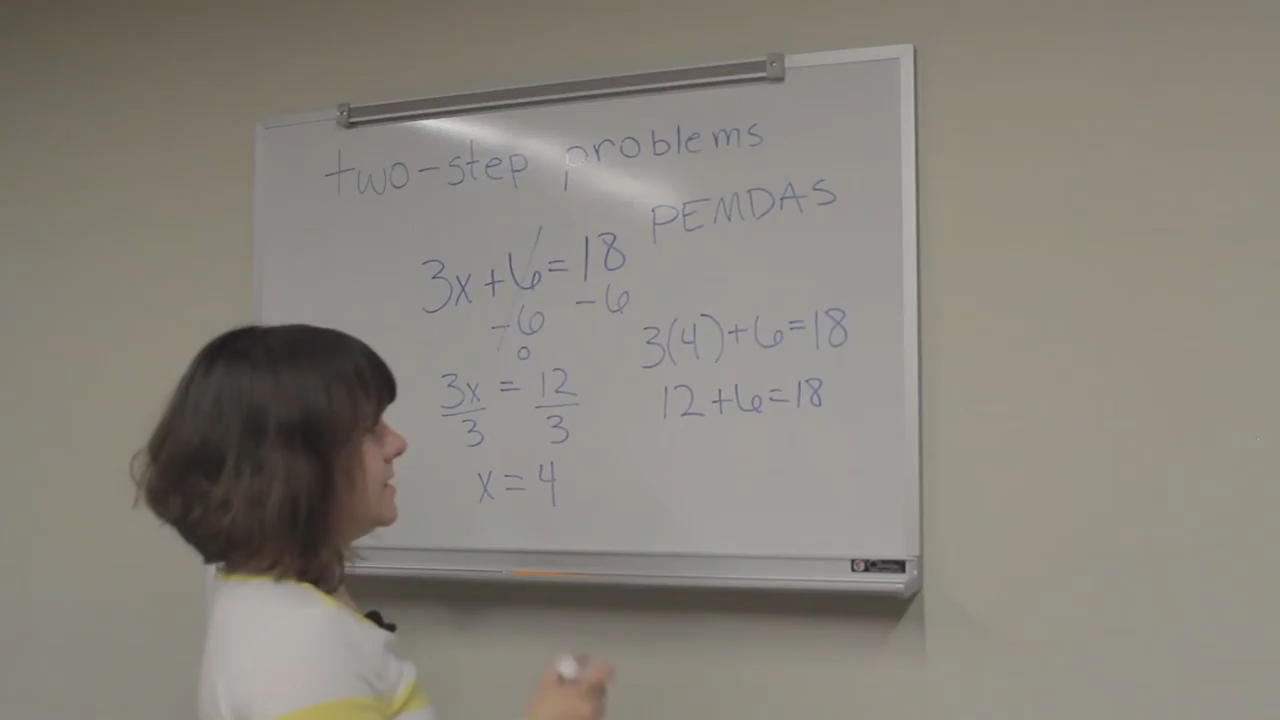 two-step problems
PEMDAS
3x+6=18
-6 -6
0
3x = 12
3 3
x = 4
3(4)+6=18
12+6=18